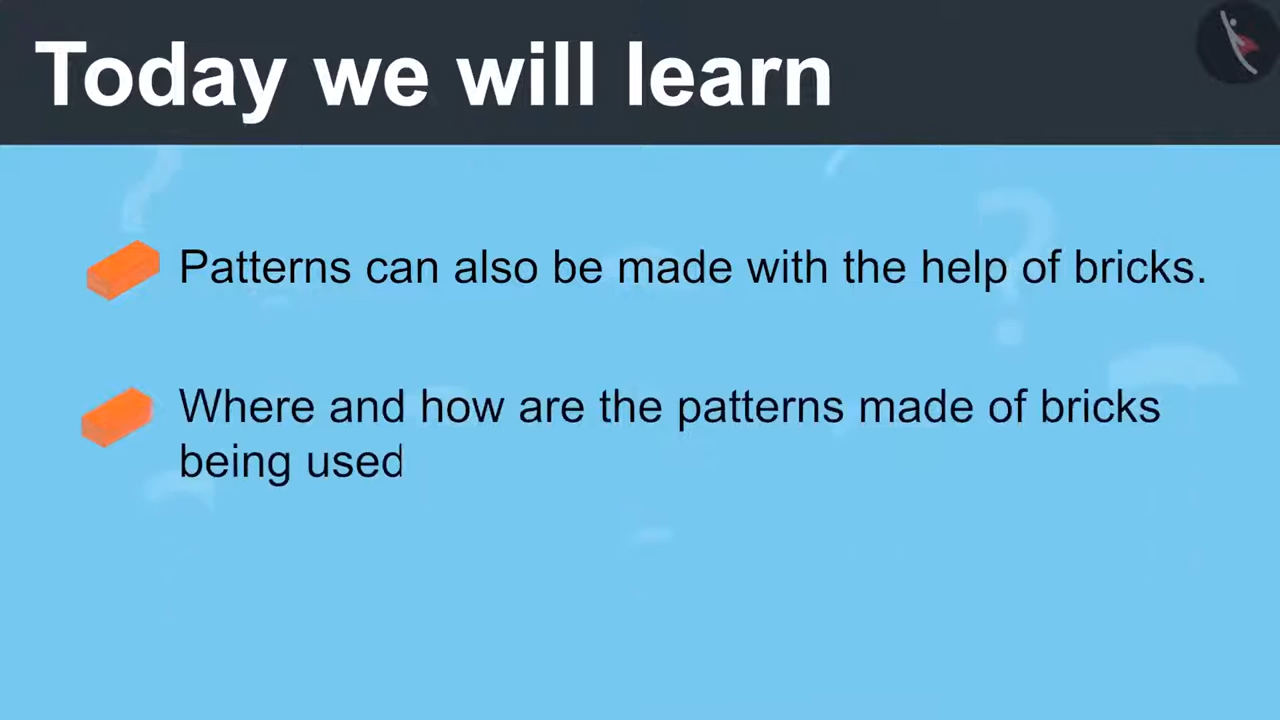 Today we will learn
Patterns can also be made with the help of bricks.
Where and how are the patterns made of bricks
being used